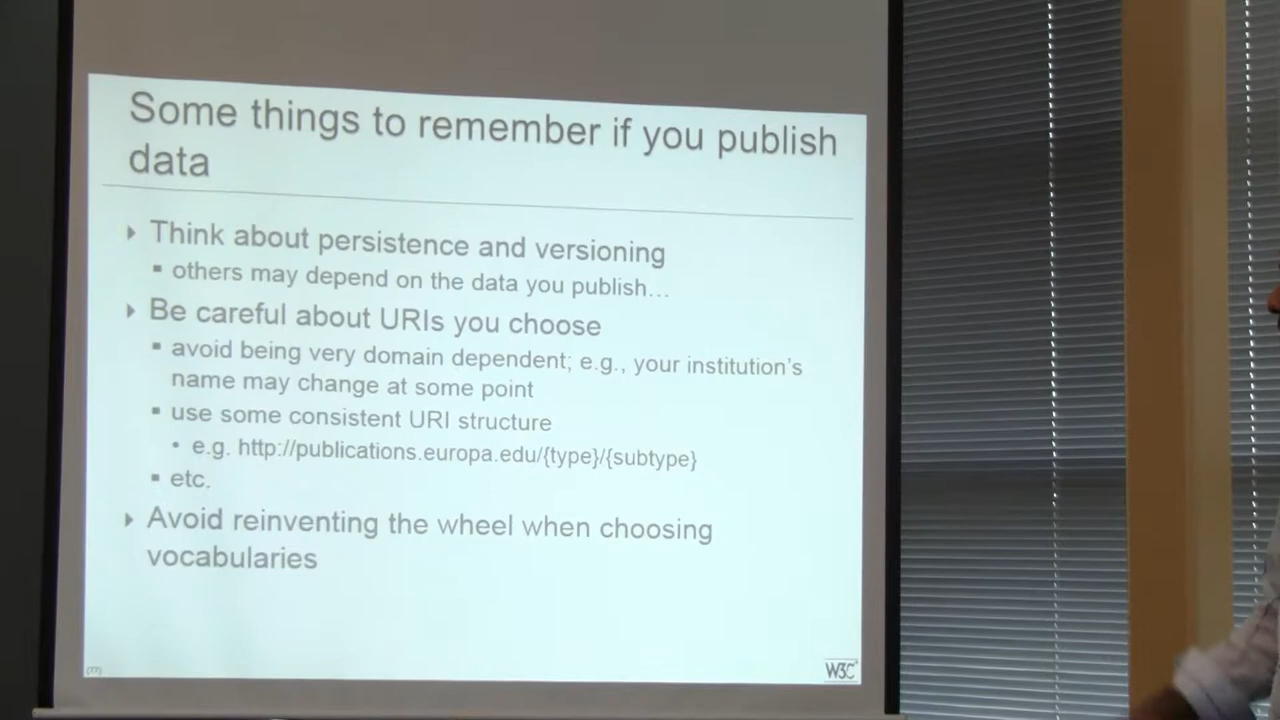 Some things to remember if you publish
data
Think about persistence and versioning
others may depend on the data you publish…
Be careful about URIs you choose
avoid being very domain dependent; e.g., your institution's
name may change at some point
use some consistent URI structure
e.g. http://publications.europa.edu/{type}/{subtype}
etc.
Avoid reinventing the wheel when choosing
vocabularies
W3C